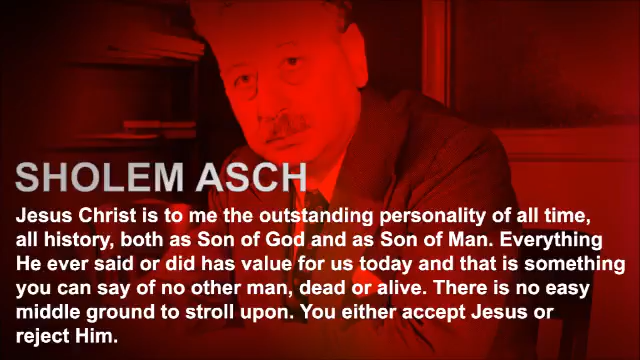 SHOLEM ASCH
Jesus Christ is to me the outstanding personality of all time,
all history, both as Son of God and as Son of Man. Everything
He ever said or did has value for us today and that is something
you can say of no other man, dead or alive. There is no easy
middle ground to stroll upon. You either accept Jesus or
reject Him.